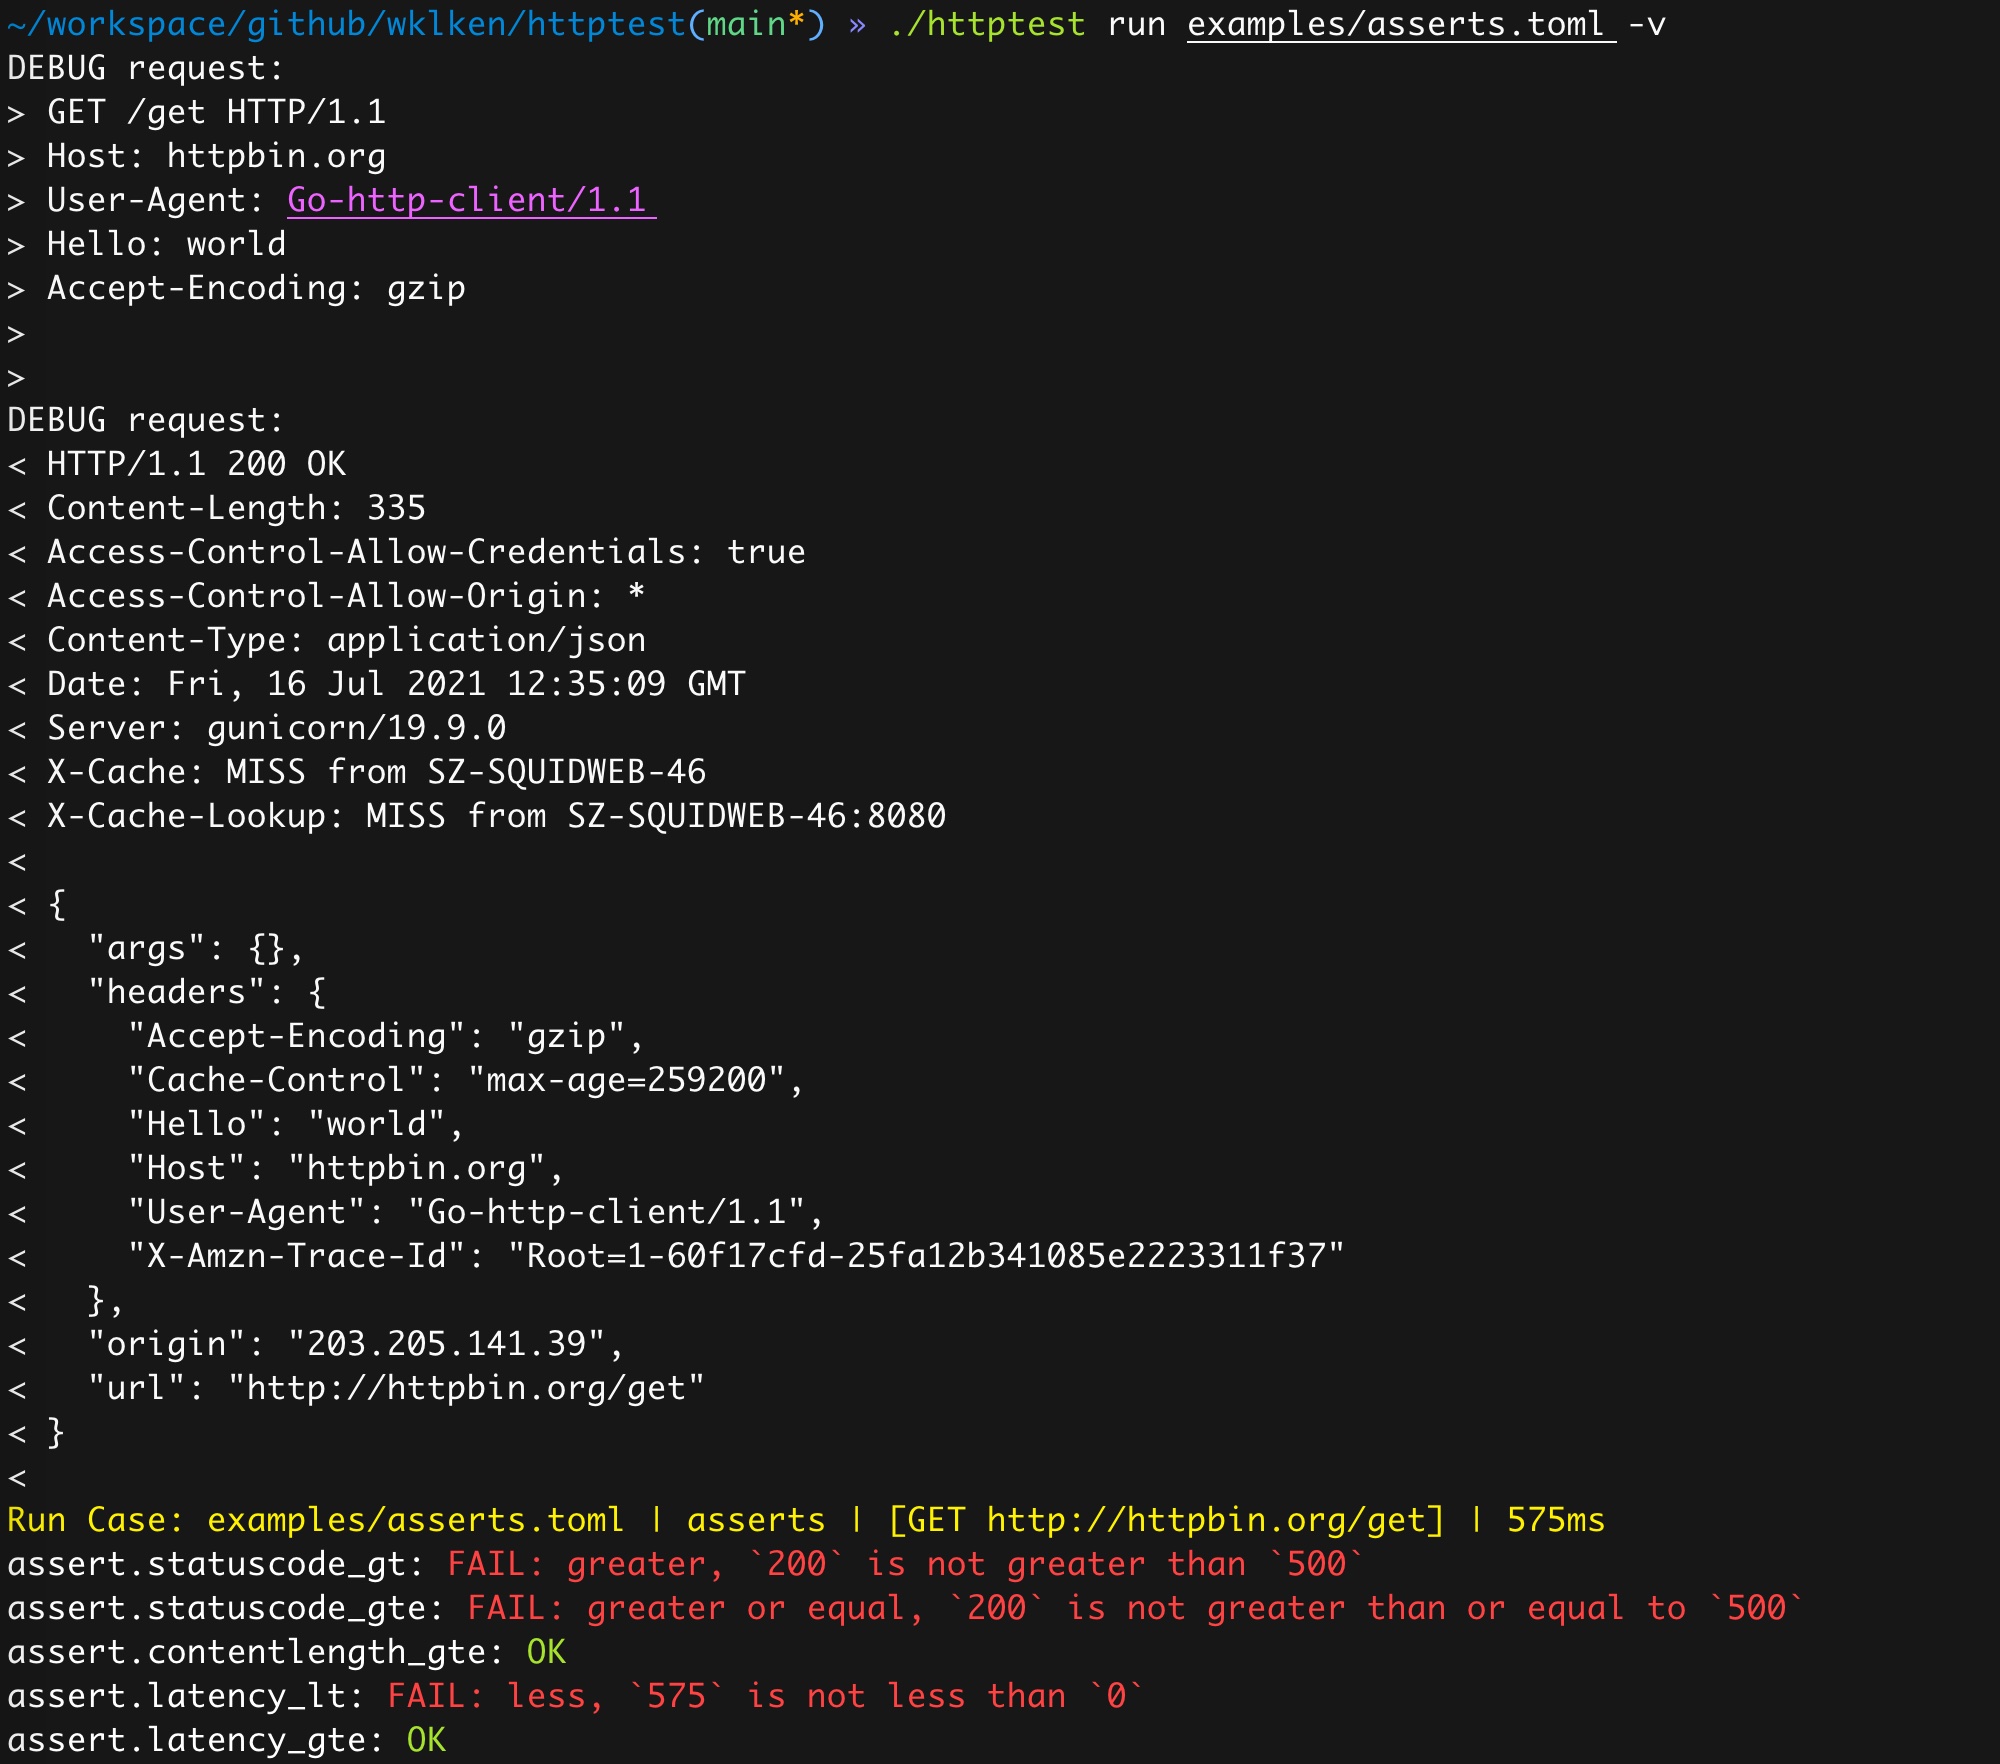 ~/workspace/github/wklken/httptest(main*) » ./httptest run examples/asserts.toml -v
DEBUG request:
> GET /get HTTP/1.1
> Host: httpbin.org
> User-Agent: Go-http-client/1.1
> Hello: world
> Accept-Encoding: gzip
>
>
DEBUG request:
< HTTP/1.1 200 OK
< Content-Length: 335
< Access-Control-Allow-Credentials: true
< Access-Control-Allow-Origin: *
< Content-Type: application/json
< Date: Fri, 16 Jul 2021 12:35:09 GMT
< Server: gunicorn/19.9.0
< X-Cache: MISS from SZ-SQUIDWEB-46
< X-Cache-Lookup: MISS from SZ-SQUIDWEB-46:8080
<
< {
<   "args": {},
<   "headers": {
<     "Accept-Encoding": "gzip",
<     "Cache-Control": "max-age=259200",
<     "Hello": "world",
<     "Host": "httpbin.org",
<     "User-Agent": "Go-http-client/1.1",
<     "X-Amzn-Trace-Id": "Root=1-60f17cfd-25fa12b341085e2223311f37"
<   },
<   "origin": "203.205.141.39",
<   "url": "http://httpbin.org/get"
< }
<
Run Case: examples/asserts.toml | asserts | [GET http://httpbin.org/get] | 575ms
assert.statuscode_gt: FAIL: greater, `200` is not greater than `500`
assert.statuscode_gte: FAIL: greater or equal, `200` is not greater than or equal to `500`
assert.contentlength_gte: OK
assert.latency_lt: FAIL: less, `575` is not less than `0`
assert.latency_gte: OK